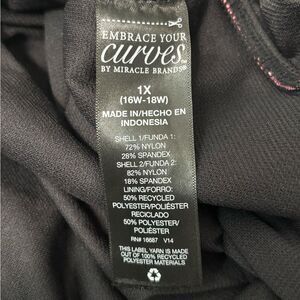 EMBRACE YOUR
curves™
BY MIRACLE BRANDS®
1X
(16W-18W)
MADE IN/HECHO EN
INDONESIA
SHELL 1/FUNDA 1:
72% NYLON
28% SPANDEX
SHELL 2/FUNDA 2:
82% NYLON
18% SPANDEX
LINING/FORRO:
50% RECYCLED
POLYESTER/POLIÉSTER
RECICLADO
50% POLYESTER/
POLIÉSTER
RN# 16687 V14
THIS LABEL YARN IS MADE
OUT OF 100% RECYCLED
POLYESTER MATERIALS